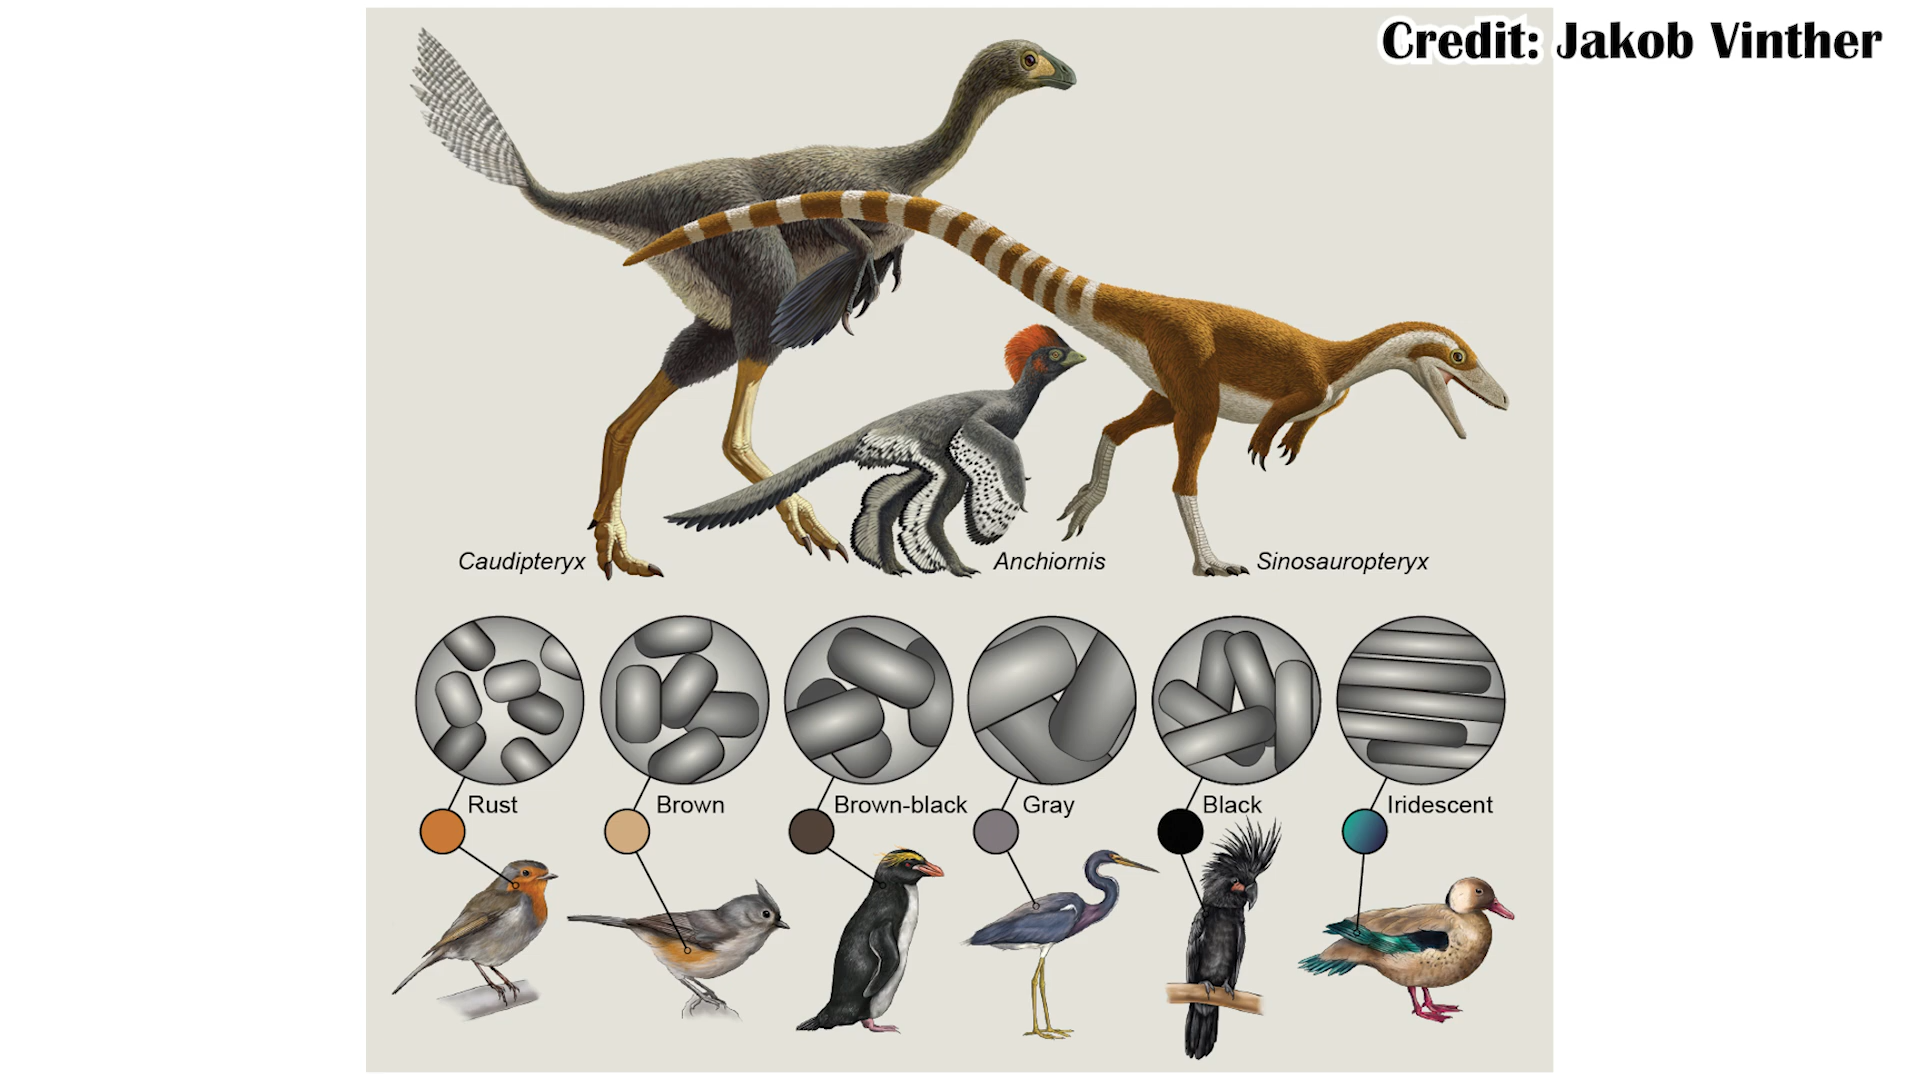 Credit: Jakob Vinther
Caudipteryx
Anchiornis
Sinosauropteryx
Rust
Brown
Brown-black
Gray
Black
Iridescent